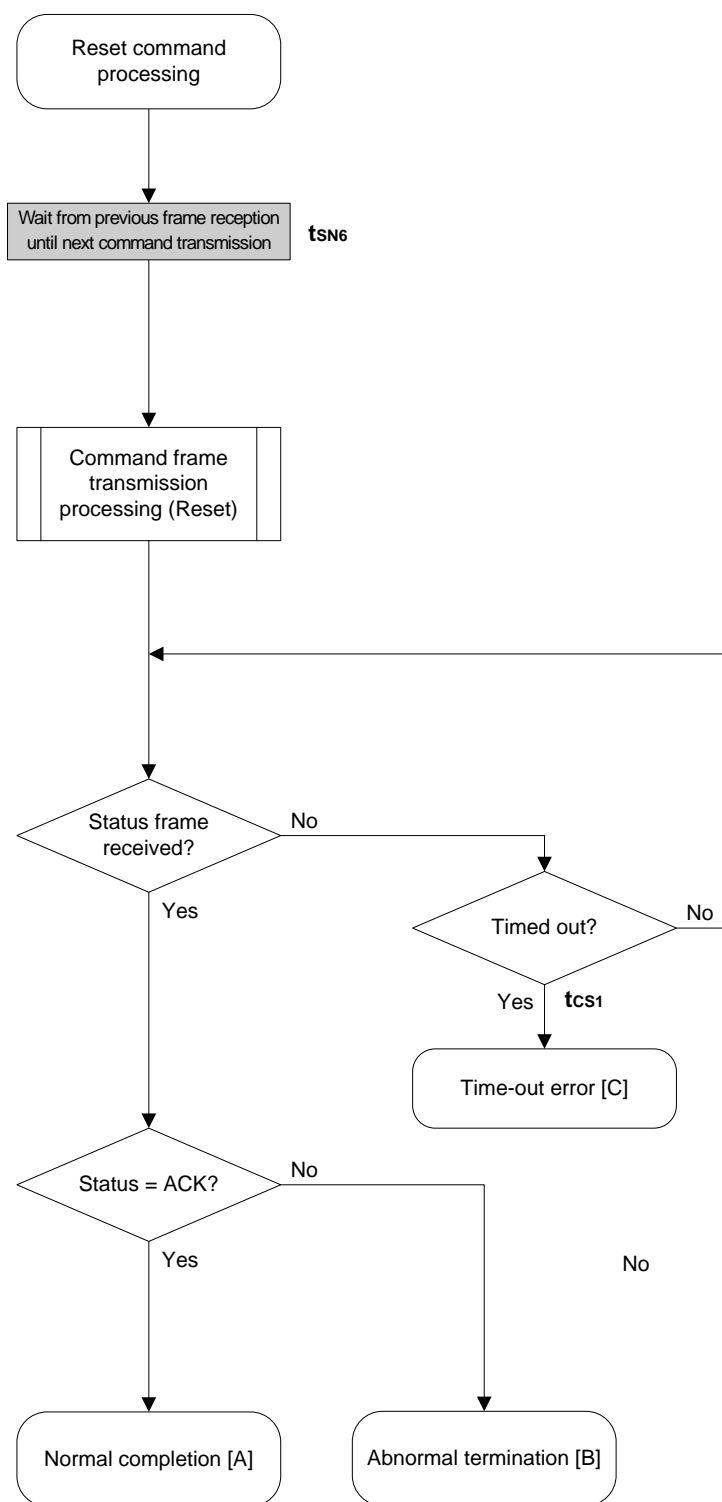 Reset command
processing
Wait from previous frame reception
until next command transmission
tSN6
Command frame
transmission
processing (Reset)
Status frame
received?
No
Yes
Timed out?
No
Yes
tCS1
Time-out error [C]
Status = ACK?
No
Yes
No
Normal completion [A]
Abnormal termination [B]